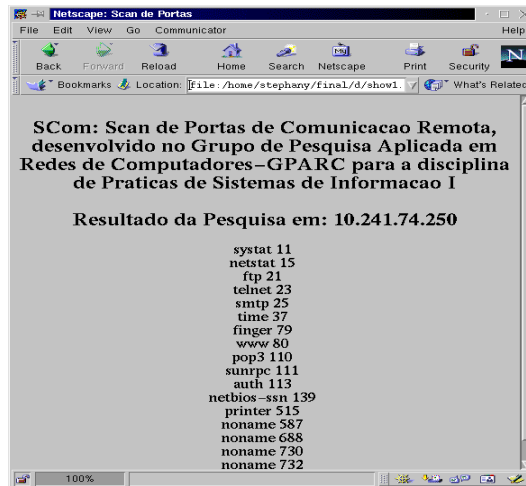 Netscape: Scan de Portas
File Edit View Go Communicator Help
Back Forward Reload Home Search Netscape Print Security
My
N
Bookmarks Location: file:/home/stephany/final/d/show1. What's Related
SCom: Scan de Portas de Comunicacao Remota,
desenvolvido no Grupo de Pesquisa Aplicada em
Redes de Computadores-GPARC para a disciplina
de Praticas de Sistemas de Informacao I
Resultado da Pesquisa em: 10.241.74.250
systat 11
netstat 15
ftp 21
telnet 23
smtp 25
time 37
finger 79
www 80
pop3 110
sunrpc 111
auth 113
netbios-ssn 139
printer 515
noname 587
noname 688
noname 730
noname 732
100%